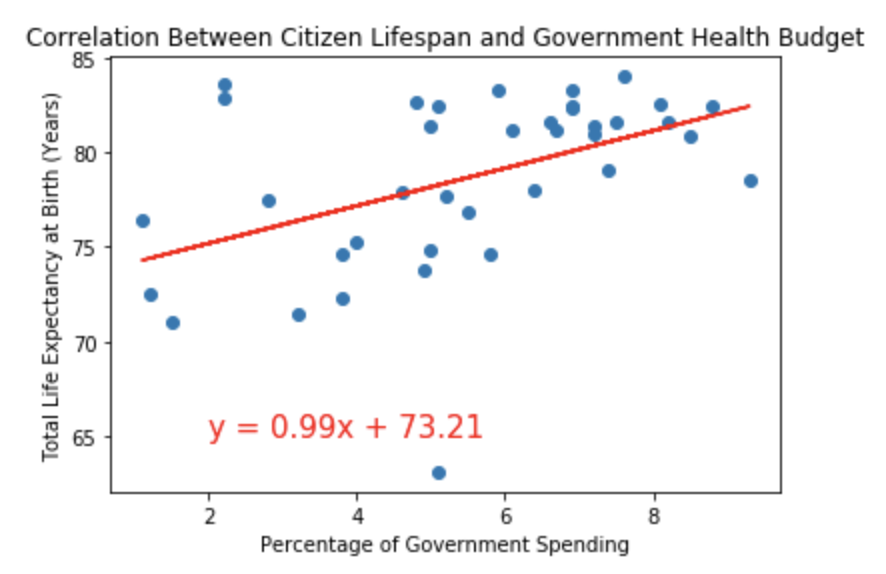 Correlation Between Citizen Lifespan and Government Health Budget
85
80
75
70
65
Total Life Expectancy at Birth (Years)
y = 0.99x + 73.21
2 4 6 8
Percentage of Government Spending